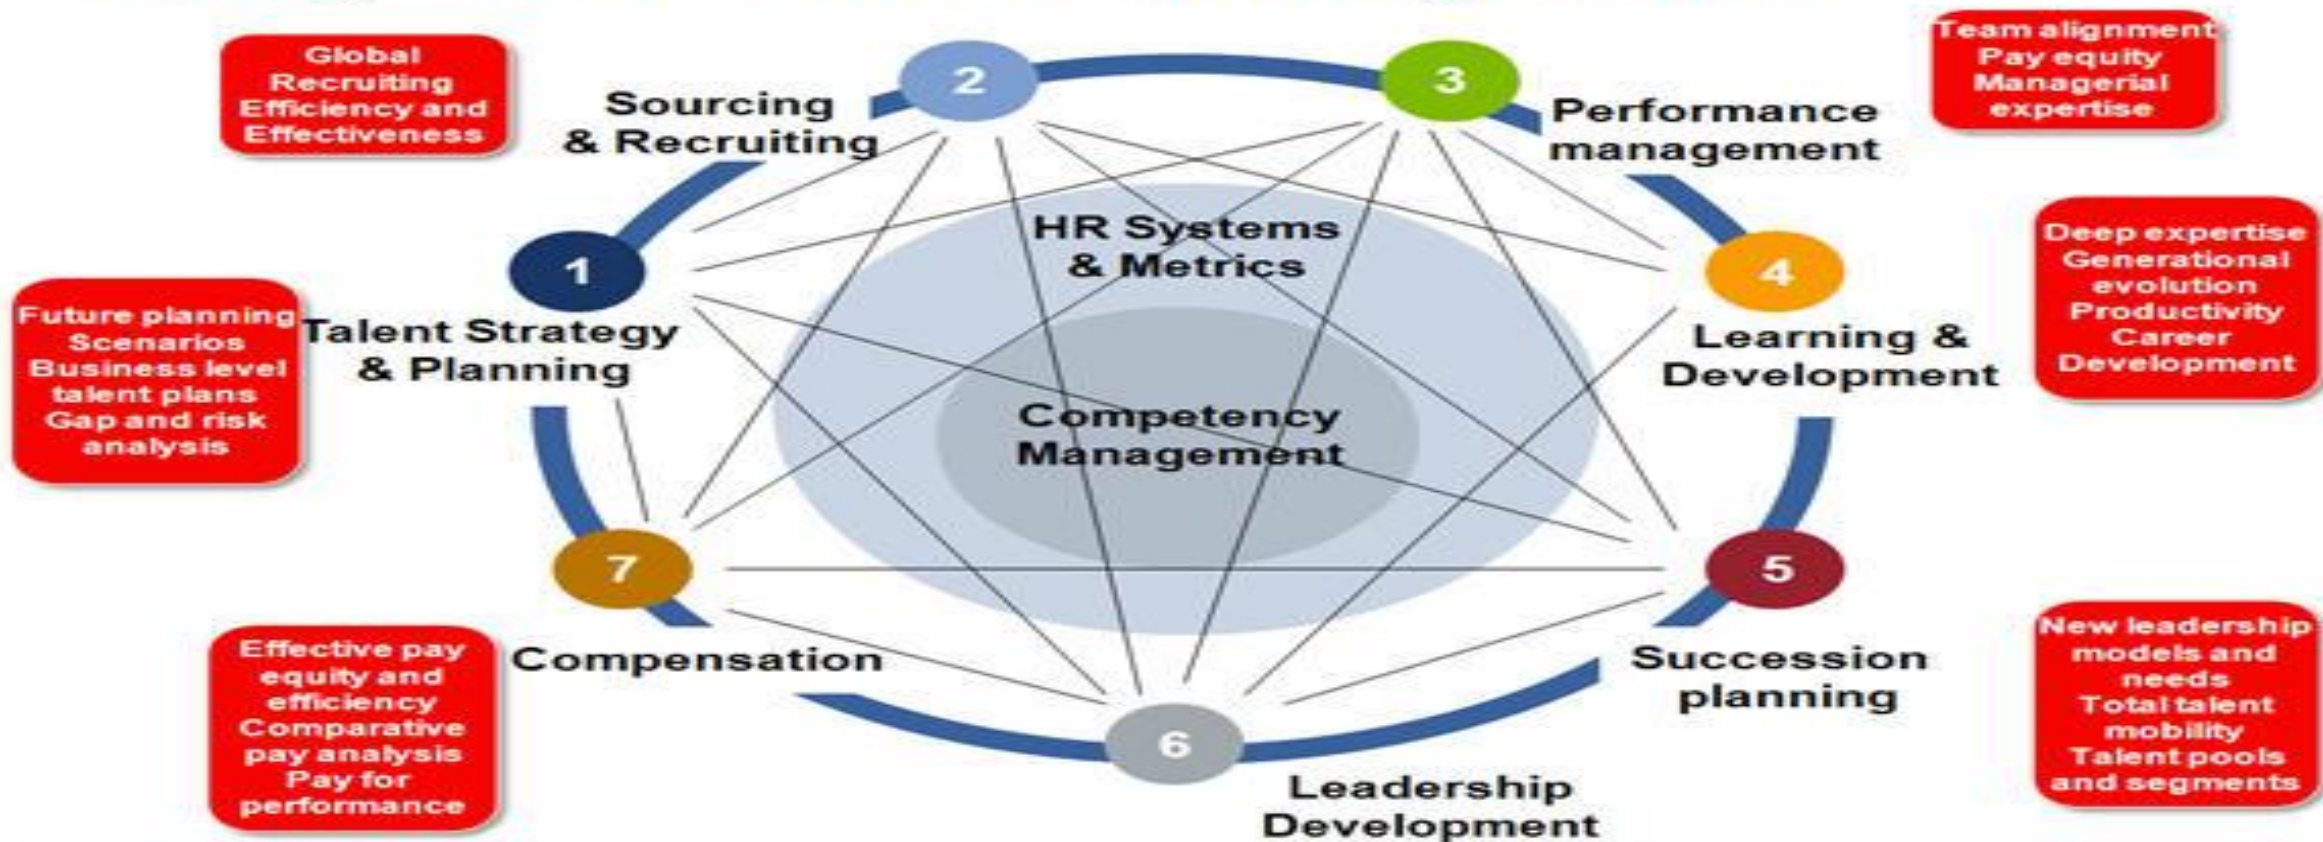 Global
Recruiting
Efficiency and
Effectiveness
Sourcing
& Recruiting
2
3
Performance
management
Team alignment
Pay equity
Managerial
expertise
1
Talent Strategy
& Planning
Future planning
Scenarios
Business level
talent plans
Gap and risk
analysis
HR Systems
& Metrics
Competency
Management
4
Learning &
Development
Deep expertise
Generational
evolution
Productivity
Career
Development
7
Compensation
Effective pay
equity and
efficiency
Comparative
pay analysis
Pay for
performance
6
Leadership
Development
5
Succession
planning
New leadership
models and
needs
Total talent
mobility
Talent pools
and segments